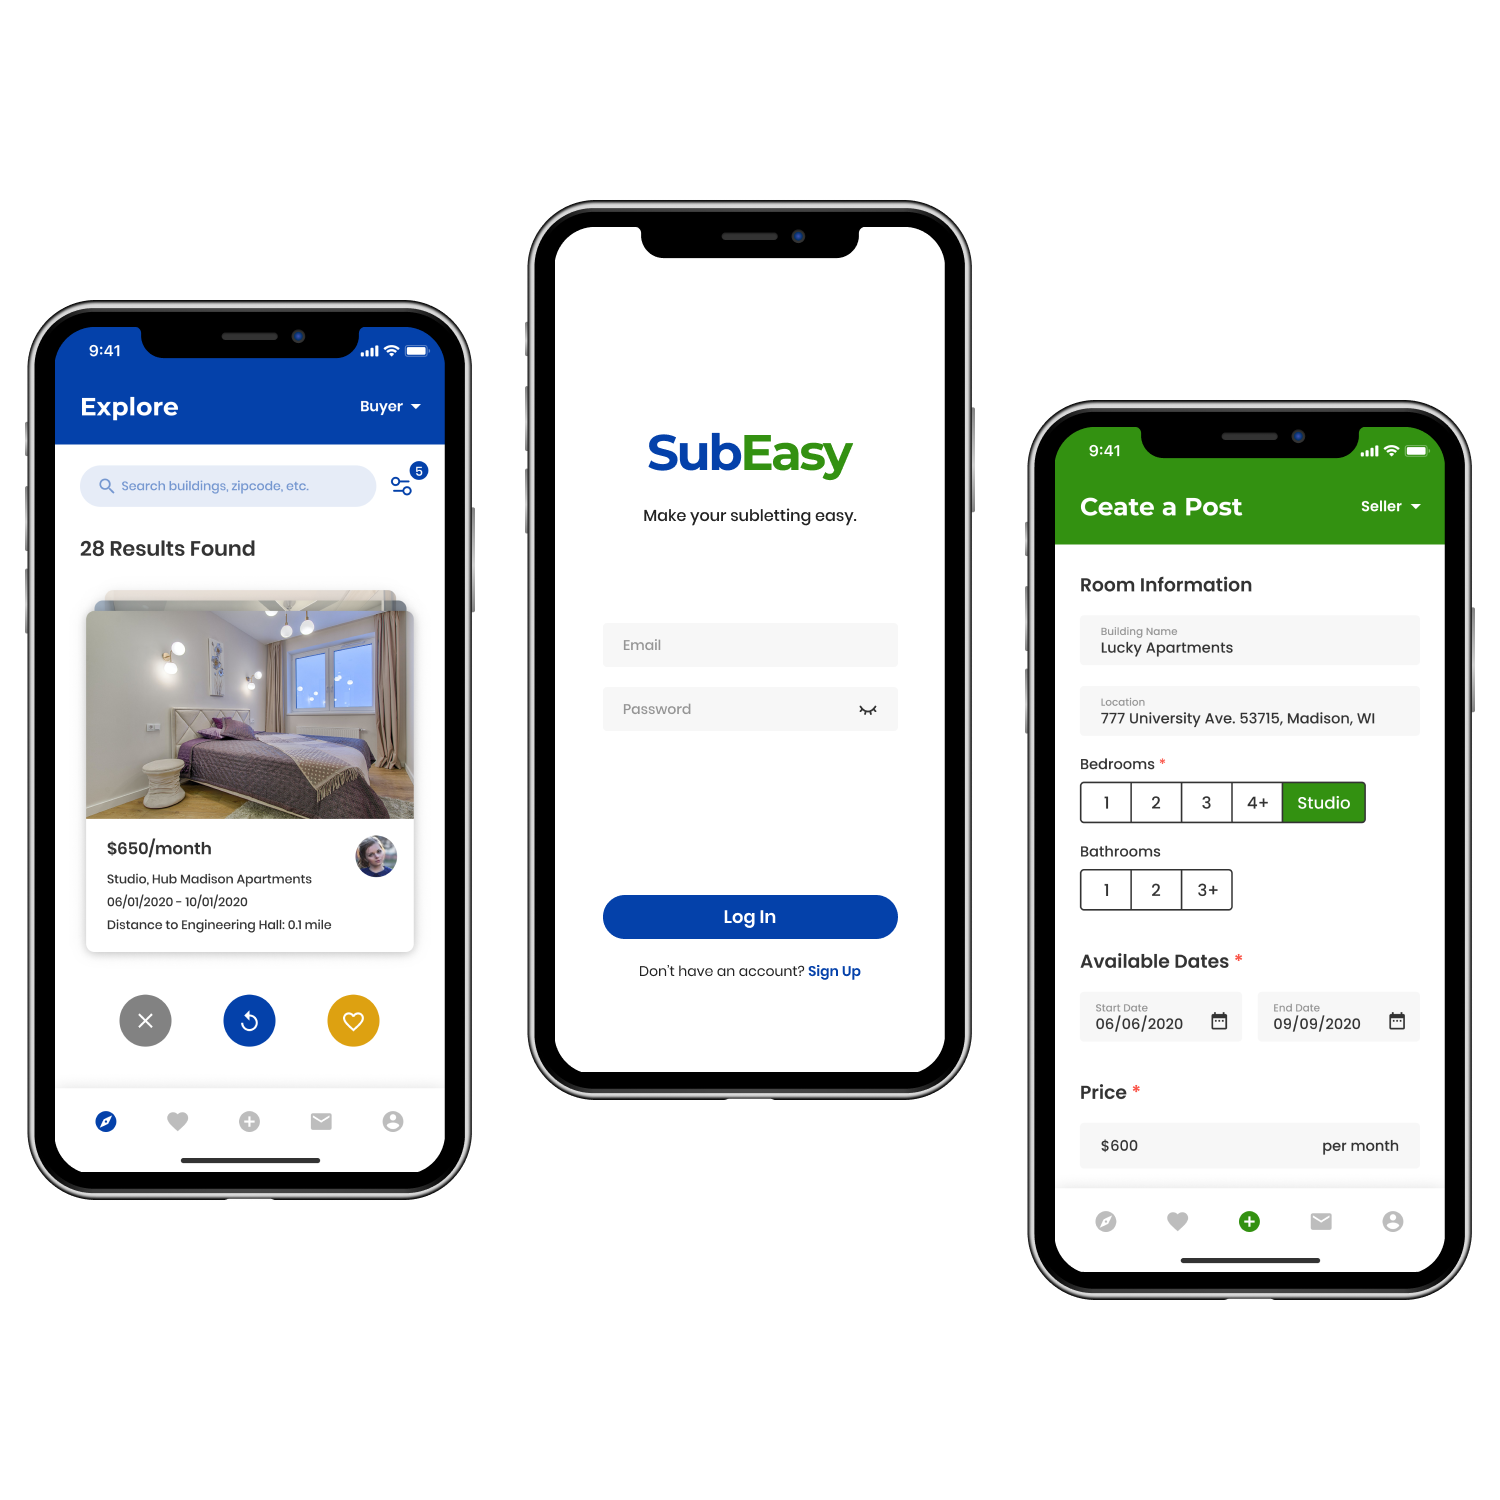 9:41
Explore
Buyer
Search buildings, zipcode, etc.
5
28 Results Found
$650/month
Studio, Hub Madison Apartments
06/01/2020 - 10/01/2020
Distance to Engineering Hall: 0.1 mile
SubEasy
Make your subletting easy.
Email
Password
Log In
Don't have an account? Sign Up
9:41
Ceate a Post
Seller
Room Information
Building Name
Lucky Apartments
Location
777 University Ave. 53715, Madison, WI
Bedrooms *
1 2 3 4+ Studio
Bathrooms
1 2 3+
Available Dates *
Start Date End Date
06/06/2020 09/09/2020
Price *
$600 per month